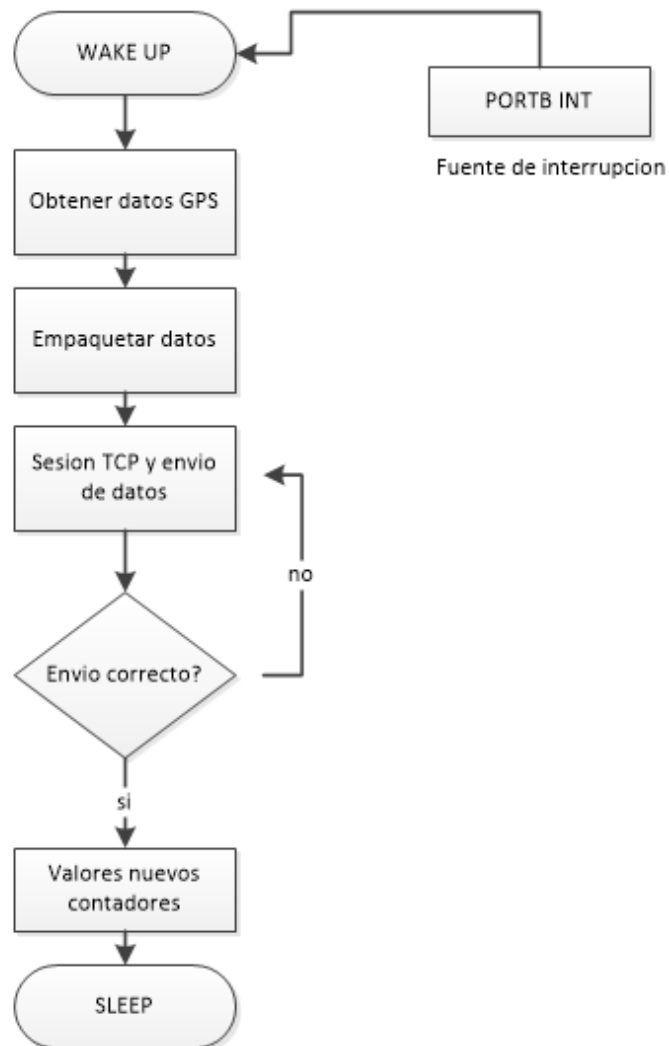 WAKE UP
PORTB INT
Fuente de interrupcion
Obtener datos GPS
Empaquetar datos
Sesion TCP y envio
de datos
no
Envio correcto?
si
Valores nuevos
contadores
SLEEP